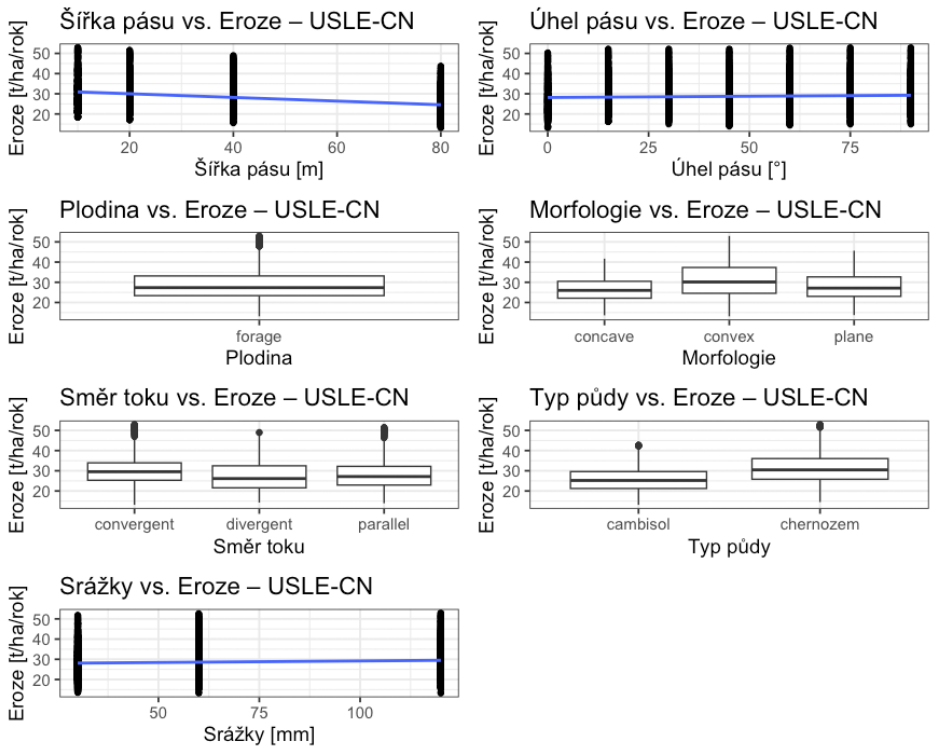 Šířka pásu vs. Eroze – USLE-CN
Eroze [t/ha/rok]
50
40
30
20
20
40
60
80
Šířka pásu [m]
Úhel pásu vs. Eroze – USLE-CN
Eroze [t/ha/rok]
50
40
30
20
0
25
50
75
Úhel pásu [°]
Plodina vs. Eroze – USLE-CN
Eroze [t/ha/rok]
50
40
30
20
forage
Plodina
Morfologie vs. Eroze – USLE-CN
Eroze [t/ha/rok]
50
40
30
20
concave
convex
plane
Morfologie
Směr toku vs. Eroze – USLE-CN
Eroze [t/ha/rok]
50
40
30
20
convergent
divergent
parallel
Směr toku
Typ půdy vs. Eroze – USLE-CN
Eroze [t/ha/rok]
50
40
30
20
cambisol
chernozem
Typ půdy
Srážky vs. Eroze – USLE-CN
Eroze [t/ha/rok]
50
40
30
20
50
75
100
Srážky [mm]